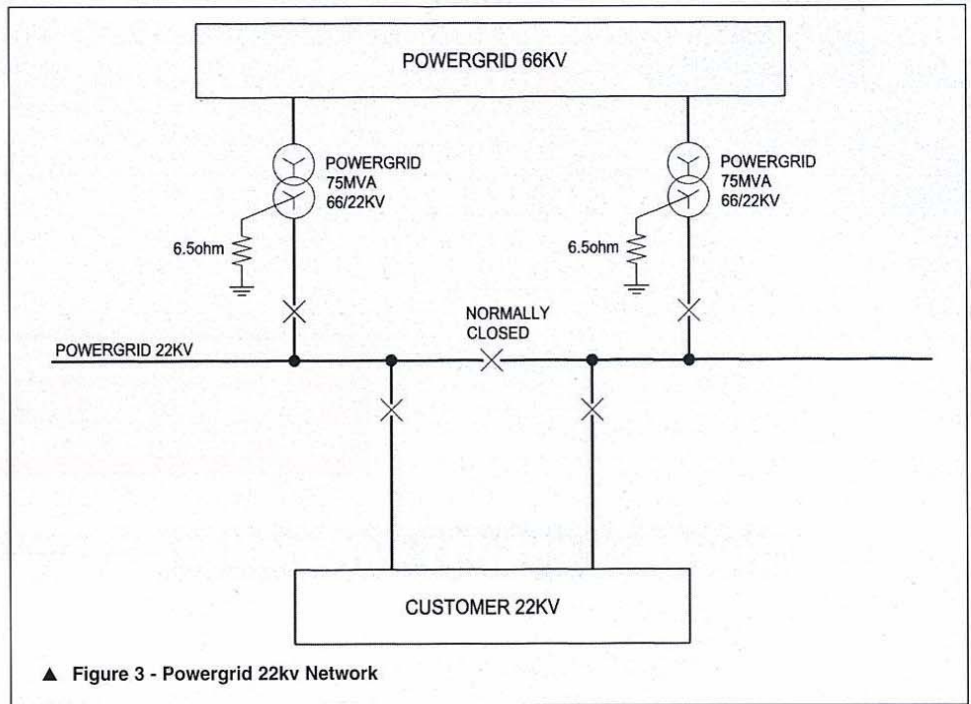 POWERGRID 66KV
POWERGRID
75MVA
66/22KV
6.5ohm
POWERGRID
75MVA
66/22KV
6.5ohm
NORMALLY
CLOSED
POWERGRID 22KV
CUSTOMER 22KV
▲ Figure 3 - Powergrid 22kv Network